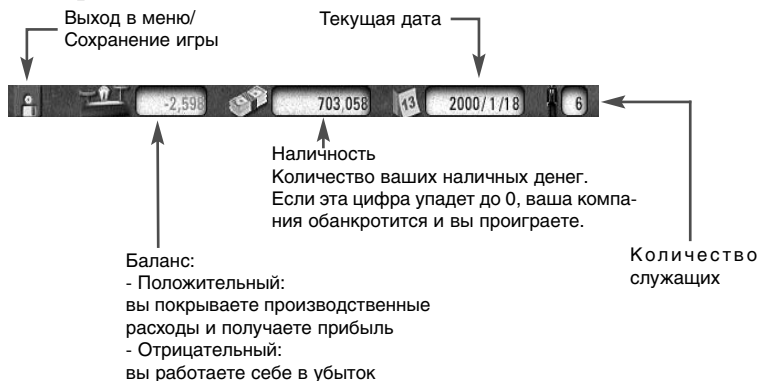 Выход в меню/
Сохранение игры
Текущая дата
-2,598
703,058
13
2000/1/18
6
Наличность
Количество ваших наличных денег.
Если эта цифра упадет до 0, ваша компа-
ния обанкротится и вы проиграете.
Количество
служащих
Баланс:
- Положительный:
вы покрываете производственные
расходы и получаете прибыль
- Отрицательный:
вы работаете себе в убыток